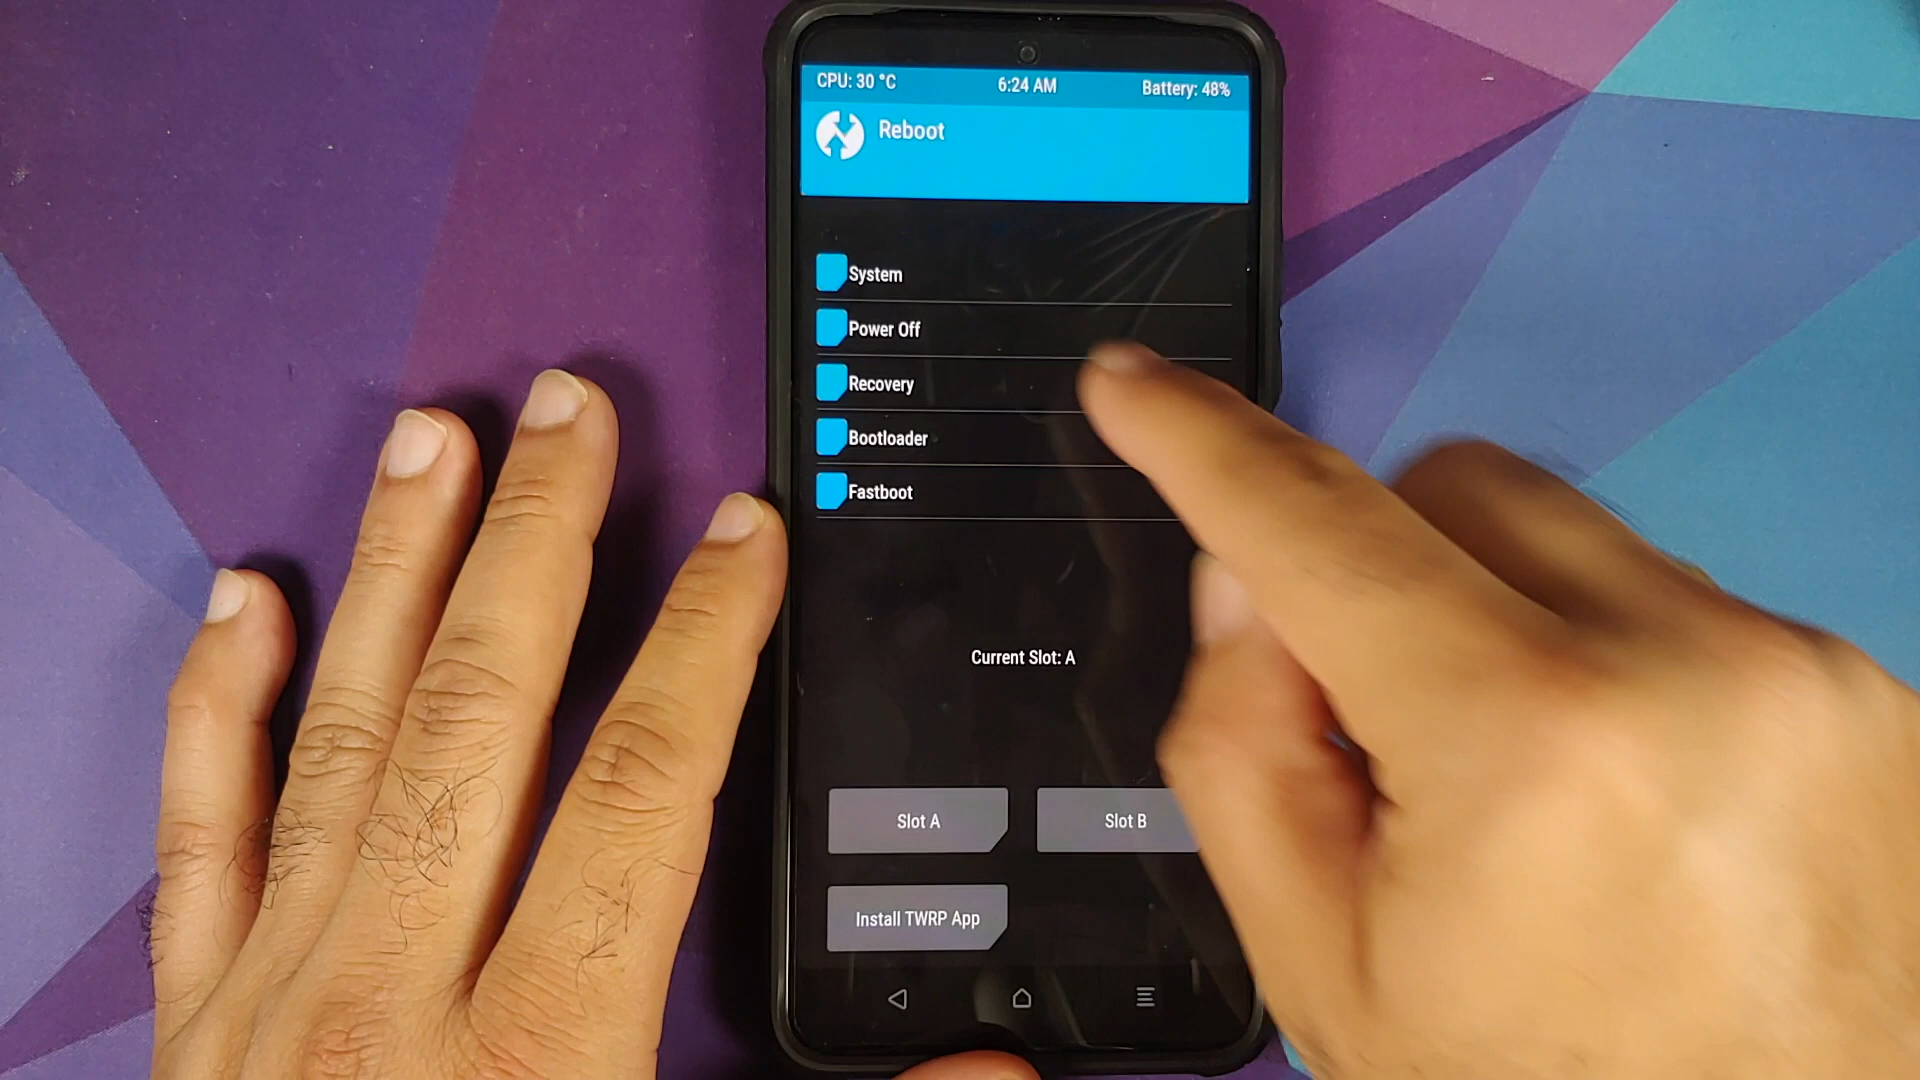 CPU: 30 °C 6:24 AM Battery: 48%
Reboot
System
Power Off
Recovery
Bootloader
Fastboot
Current Slot: A
Slot A Slot B
Install TWRP App